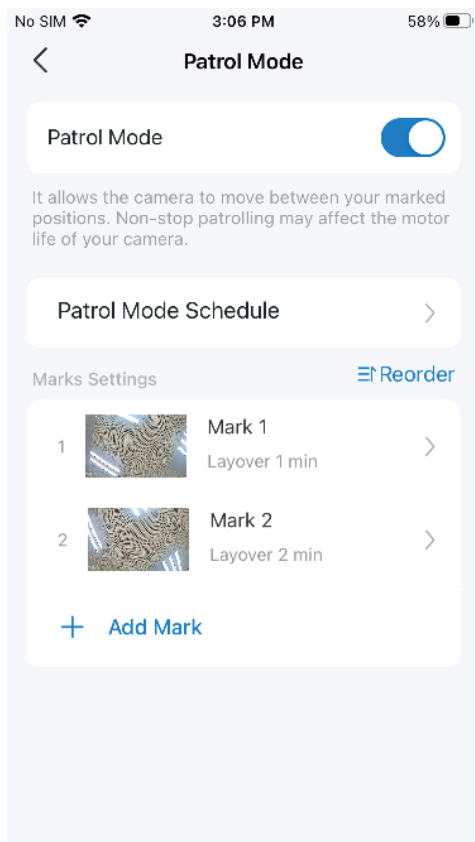 No SIM 3:06 PM 58%
Patrol Mode
Patrol Mode
It allows the camera to move between your marked
positions. Non-stop patrolling may affect the motor
life of your camera.
Patrol Mode Schedule
Marks Settings Reorder
1 Mark 1
Layover 1 min
2 Mark 2
Layover 2 min
Add Mark